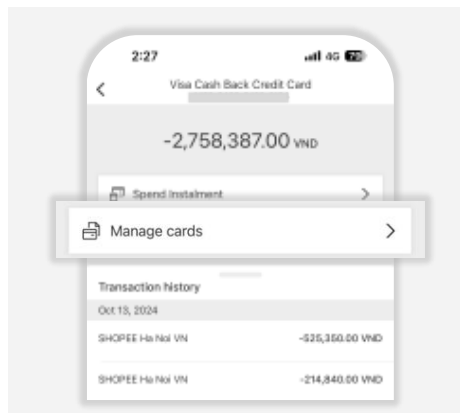 2:27 4G
Visa Cash Back Credit Card
-2,758,387.00 VND
Spend Instalment
Manage cards
Transaction history
Oct 13, 2024
SHOPEE Ha Noi VN -525,350.00 VND
SHOPEE Ha Noi VN -214,840.00 VND